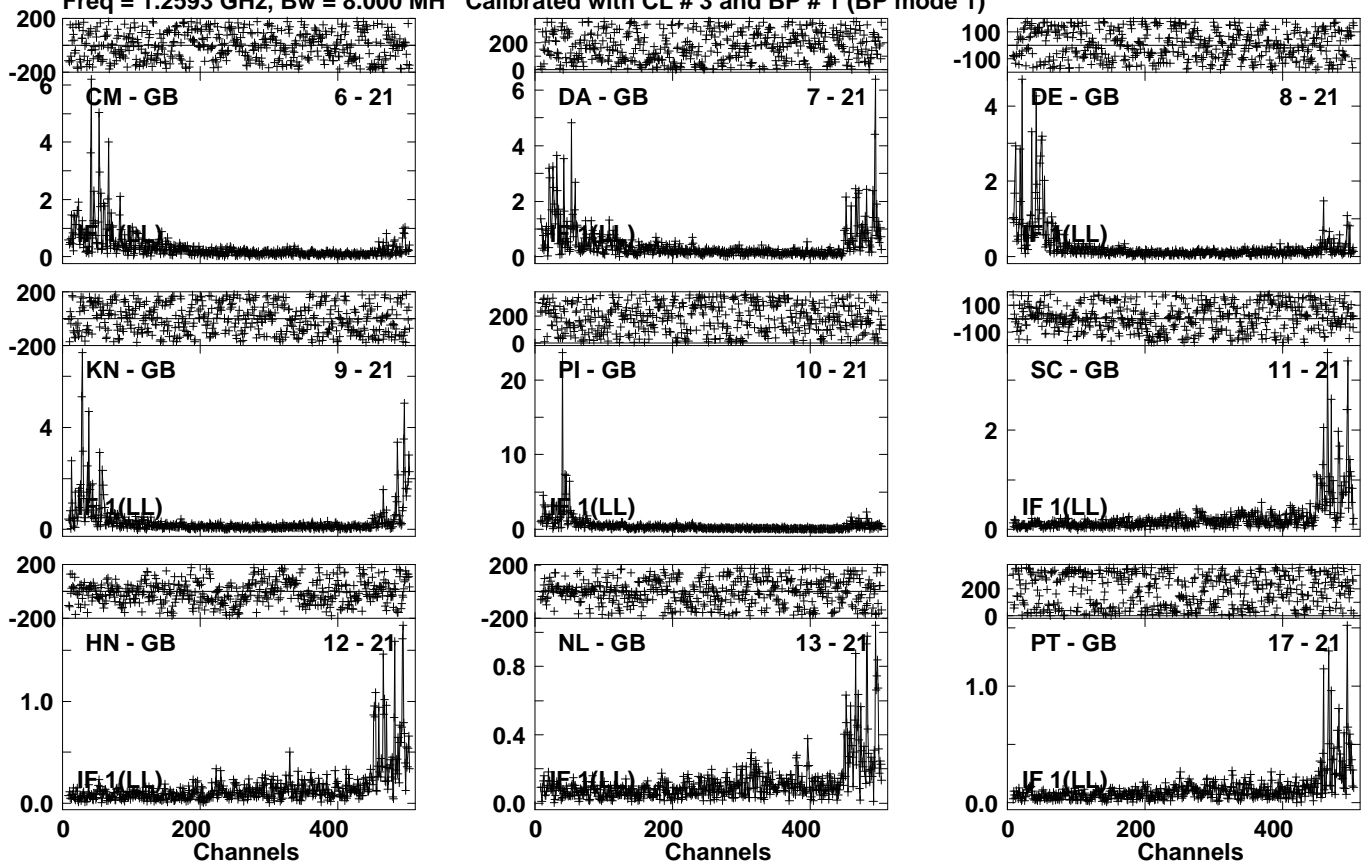 Freq = 1.2593 GHz, Bw = 8.000 MH Calibrated with CL # 3 and BP # 1 (BP mode 1)
200
-200
CM - GB 6 - 21
6
4
2
0
IF 1(LL)
200
0
DA - GB 7 - 21
6
4
2
0
IF 1(LL)
100
-100
DE - GB 8 - 21
4
2
0
IF 1(LL)
200
-200
KN - GB 9 - 21
4
0
IF 1(LL)
200
0
PI - GB 10 - 21
20
10
0
IF 1(LL)
100
-100
SC - GB 11 - 21
2
0
IF 1(LL)
200
-200
HN - GB 12 - 21
1.0
0.0
IF 1(LL)
0 200 400
Channels
200
-200
NL - GB 13 - 21
0.8
0.4
0.0
IF 1(LL)
0 200 400
Channels
200
0
PT - GB 17 - 21
1.0
0.0
IF 1(LL)
0 200 400
Channels